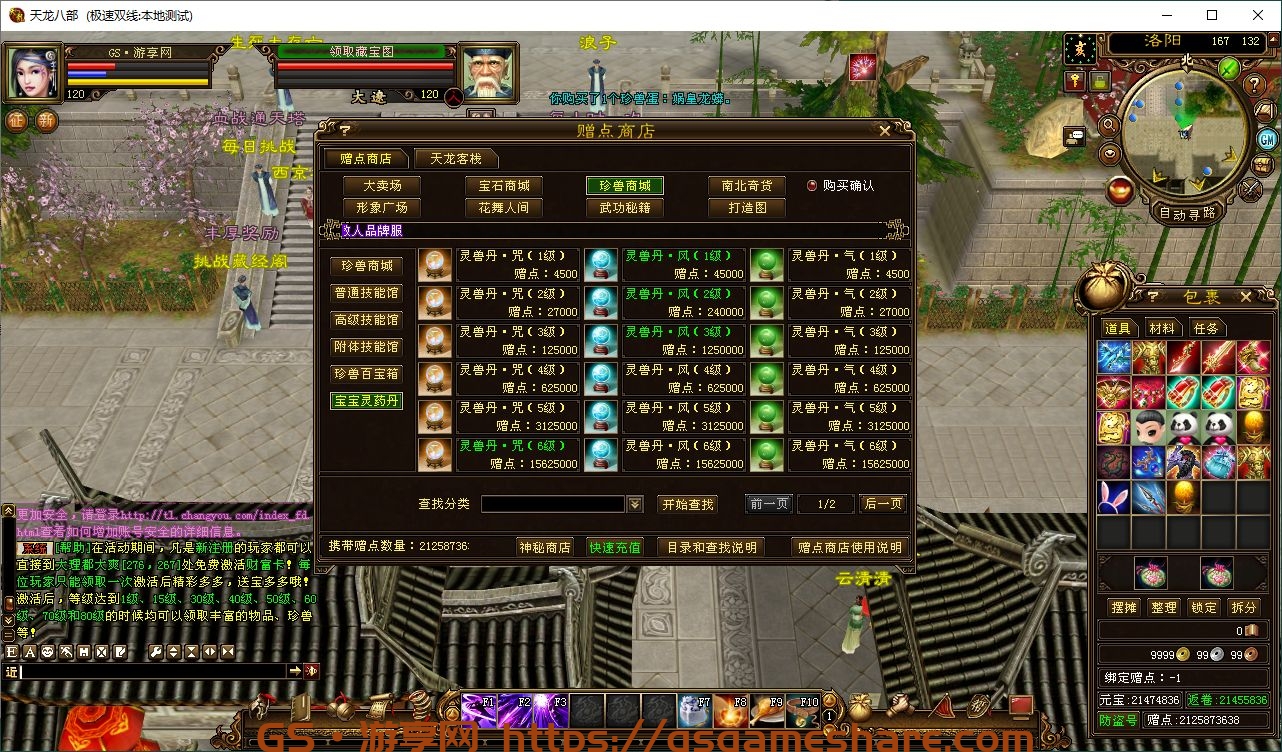 天龙八部 (极速双线:本地测试)
GS·游享网
120
领取藏宝图
大遼
120
浪子
你购买了1个珍兽蛋：娲皇龙蝶。
洛阳 167 132
北
GM
征 新
每日挑战
西京
丰厚奖励
挑战藏经阁
自动寻路
赠点商店
赠点商店 天龙客栈
大卖场 宝石商城 珍兽商城 南北奇货 购买确认
形象广场 花舞人间 武功秘籍 打造图
敌人品牌服
珍兽商城
普通技能馆
高级技能馆
附体技能馆
珍兽百宝箱
宝宝灵药丹
灵兽丹·咒(1级) 灵兽丹·风(1级) 灵兽丹·气(1级)
赠点：4500 赠点：45000 赠点：4500
灵兽丹·咒(2级) 灵兽丹·风(2级) 灵兽丹·气(2级)
赠点：27000 赠点：240000 赠点：27000
灵兽丹·咒(3级) 灵兽丹·风(3级) 灵兽丹·气(3级)
赠点：125000 赠点：1250000 赠点：125000
灵兽丹·咒(4级) 灵兽丹·风(4级) 灵兽丹·气(4级)
赠点：625000 赠点：625000 赠点：625000
灵兽丹·咒(5级) 灵兽丹·风(5级) 灵兽丹·气(5级)
赠点：3125000 赠点：3125000 赠点：3125000
灵兽丹·咒(6级) 灵兽丹·风(6级) 灵兽丹·气(6级)
赠点：15625000 赠点：15625000 赠点：15625000
查找分类 开始查找 前一页 1/2 后一页
携带赠点数量：21258736: 神秘商店 快速充值 目录和查找说明 赠点商店使用说明
包裹
道具 材料 任务
摆摊 整理 锁定 拆分
0
9999 99 99
绑定赠点：-1
元宝:21474836 返卷:21455836
防盗号 赠点:2125873638
更加安全，请登录http://tl.changyou.com/index_fd.
html查看如何增加账号安全的详细信息。
系统 [帮助]在活动期间，凡是新注册的玩家都可以
直接到大理都大爽[276，267]处免费激活财富卡！每
位玩家只能领取一次激活后精彩多多，送宝多多哦！
激活后，等级达到1级、15级、30级、40级、50级、60
级、70级和80级的时候均可以领取丰富的物品、珍兽
等！
近
云清清
F1 F2 F3 F7 F8 F9 F10
1
GS·游享网 https://gsgameshare.com